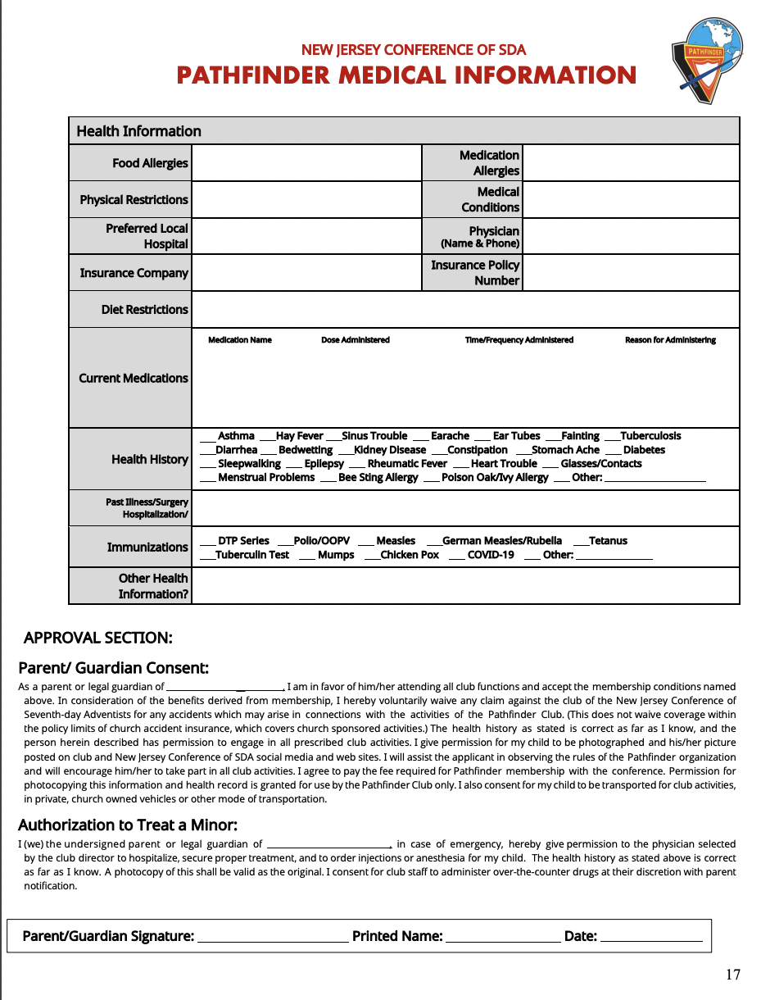 NEW JERSEY CONFERENCE OF SDA
PATHFINDER MEDICAL INFORMATION
PATHFINDER
Health Information
Food Allergies
Medication
Allergies
Physical Restrictions
Medical
Conditions
Preferred Local
Hospital
Physician
(Name & Phone)
Insurance Company
Insurance Policy
Number
Diet Restrictions
Current Medications
Medication Name Dose Administered Time/Frequency Administered Reason for Administering
Health History
___ Asthma ___Hay Fever ___Sinus Trouble ___ Earache ___ Ear Tubes ___Fainting ___Tuberculosis
___Diarrhea ___ Bedwetting ___Kidney Disease ___Constipation ___Stomach Ache ___ Diabetes
___ Sleepwalking ___ Epilepsy ___ Rheumatic Fever ___ Heart Trouble ___ Glasses/Contacts
___ Menstrual Problems ___ Bee Sting Allergy ___ Poison Oak/Ivy Allergy ___ Other: ___________________
Past Illness/Surgery
Hospitalization/
Immunizations
___ DTP Series ___Polio/OOPV ___ Measles ___German Measles/Rubella ___Tetanus
___Tuberculin Test ___ Mumps ___Chicken Pox ___ COVID-19 ___ Other: ______________
Other Health
Information?
APPROVAL SECTION:
Parent/ Guardian Consent:
As a parent or legal guardian of ______________________, I am in favor of him/her attending all club functions and accept the membership conditions named
above. In consideration of the benefits derived from membership, I hereby voluntarily waive any claim against the club of the New Jersey Conference of
Seventh-day Adventists for any accidents which may arise in connections with the activities of the Pathfinder Club. (This does not waive coverage within
the policy limits of church accident insurance, which covers church sponsored activities.) The health history as stated is correct as far as I know, and the
person herein described has permission to engage in all prescribed club activities. I give permission for my child to be photographed and his/her picture
posted on club and New Jersey Conference of SDA social media and web sites. I will assist the applicant in observing the rules of the Pathfinder organization
and will encourage him/her to take part in all club activities. I agree to pay the fee required for Pathfinder membership with the conference. Permission for
photocopying this information and health record is granted for use by the Pathfinder Club only. I also consent for my child to be transported for club activities,
in private, church owned vehicles or other mode of transportation.
Authorization to Treat a Minor:
I (we) the undersigned parent or legal guardian of ______________________, in case of emergency, hereby give permission to the physician selected
by the club director to hospitalize, secure proper treatment, and to order injections or anesthesia for my child. The health history as stated above is correct
as far as I know. A photocopy of this shall be valid as the original. I consent for club staff to administer over-the-counter drugs at their discretion with parent
notification.
Parent/Guardian Signature: ____________________ Printed Name: _______________ Date: ______________
17